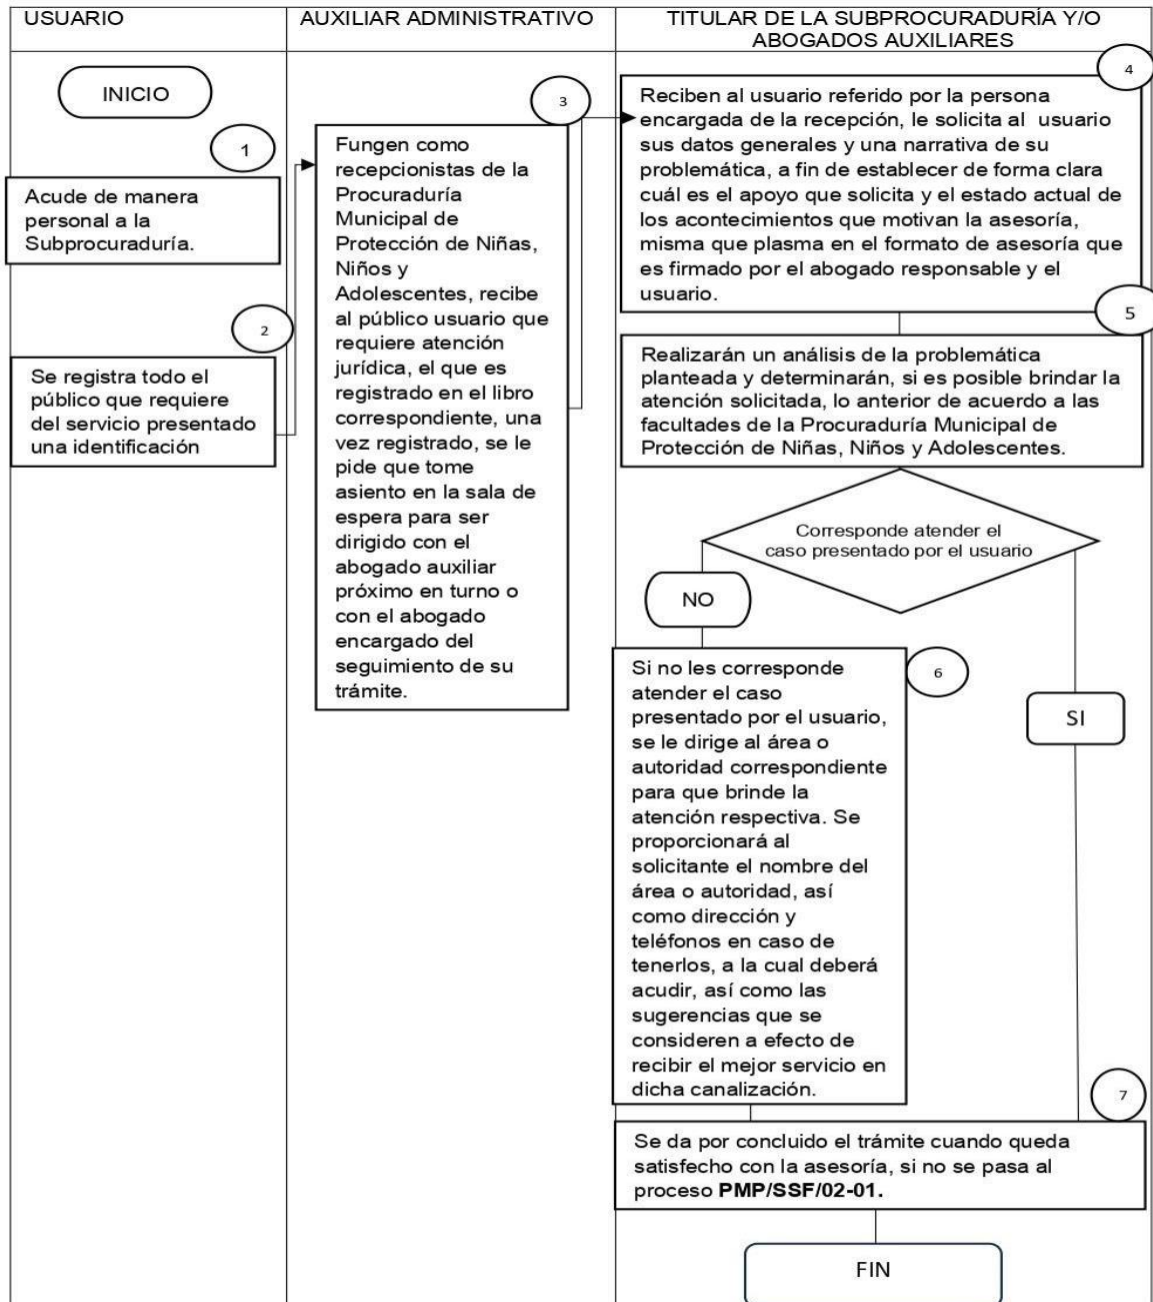 USUARIO
AUXILIAR ADMINISTRATIVO
TITULAR DE LA SUBPROCURADURÍA Y/O
ABOGADOS AUXILIARES
INICIO
1
Acude de manera
personal a la
Subprocuraduría.
2
Se registra todo el
público que requiere
del servicio presentado
una identificación
3
Fungen como
recepcionistas de la
Procuraduría
Municipal de
Protección de Niñas,
Niños y
Adolescentes, recibe
al público usuario que
requiere atención
jurídica, el que es
registrado en el libro
correspondiente, una
vez registrado, se le
pide que tome
asiento en la sala de
espera para ser
dirigido con el
abogado auxiliar
próximo en turno o
con el abogado
encargado del
seguimiento de su
trámite.
4
Reciben al usuario referido por la persona
encargada de la recepción, le solicita al usuario
sus datos generales y una narrativa de su
problemática, a fin de establecer de forma clara
cuál es el apoyo que solicita y el estado actual de
los acontecimientos que motivan la asesoría,
misma que plasma en el formato de asesoría que
es firmado por el abogado responsable y el
usuario.
5
Realizarán un análisis de la problemática
planteada y determinarán, si es posible brindar la
atención solicitada, lo anterior de acuerdo a las
facultades de la Procuraduría Municipal de
Protección de Niñas, Niños y Adolescentes.
Corresponde atender el
caso presentado por el usuario
NO
SI
6
Si no les corresponde
atender el caso
presentado por el usuario,
se le dirige al área o
autoridad correspondiente
para que brinde la
atención respectiva. Se
proporcionará al
solicitante el nombre del
área o autoridad, así
como dirección y
teléfonos en caso de
tenerlos, a la cual deberá
acudir, así como las
sugerencias que se
consideren a efecto de
recibir el mejor servicio en
dicha canalización.
7
Se da por concluido el trámite cuando queda
satisfecho con la asesoría, si no se pasa al
proceso PMP/SSF/02-01.
FIN